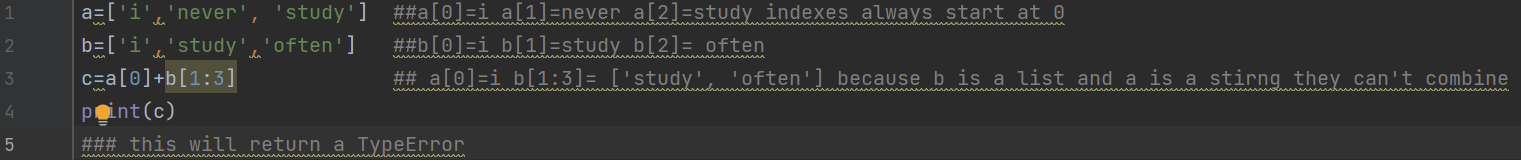 1 a=['i','never', 'study'] ##a[0]=i a[1]=never a[2]=study indexes always start at 0
2 b=['i','study','often'] ##b[0]=i b[1]=study b[2]= often
3 c=a[0]+b[1:3] ## a[0]=i b[1:3]= ['study', 'often'] because b is a list and a is a stirng they can't combine
4 print(c)
5 ### this will return a TypeError